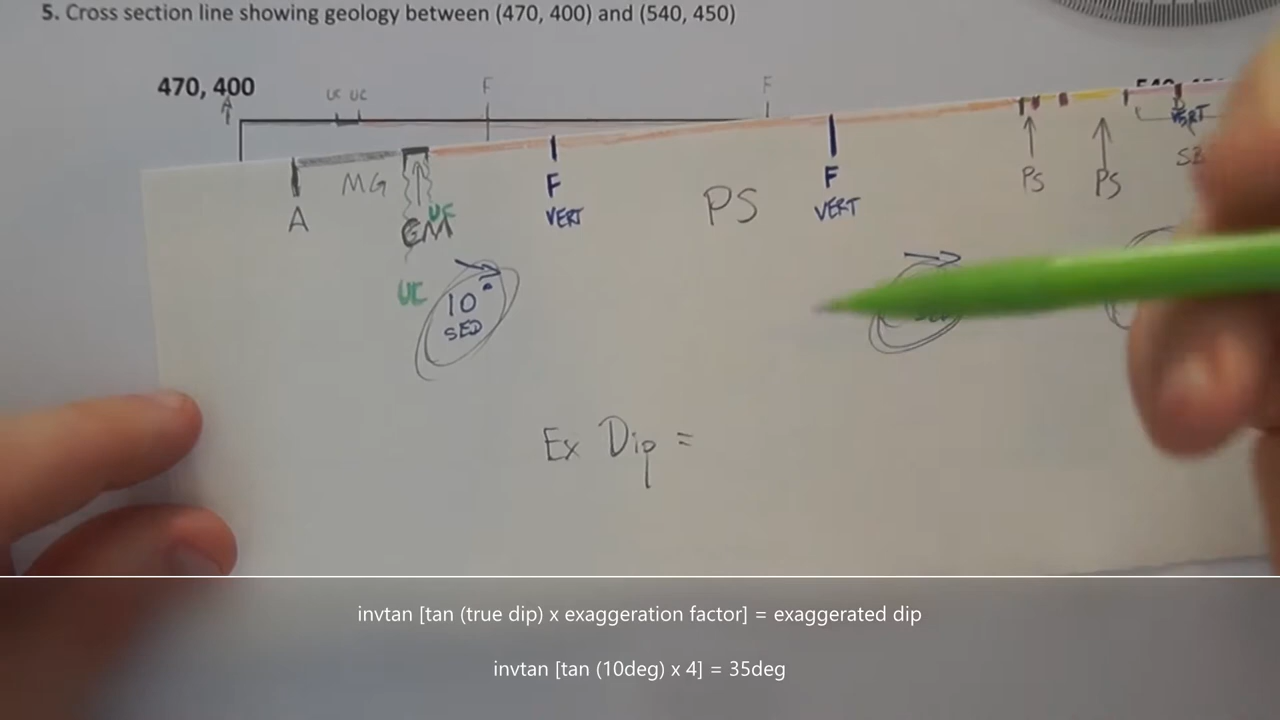 5. Cross section line showing geology between (470, 400) and (540, 450)
470, 400
A
UC UC
F
F
A
MG
GM
UC
UC
10°
SED
F
VERT
PS
F
VERT
PS
PS
VERT
Ex Dip =
invtan [tan (true dip) x exaggeration factor] = exaggerated dip
invtan [tan (10deg) x 4] = 35deg